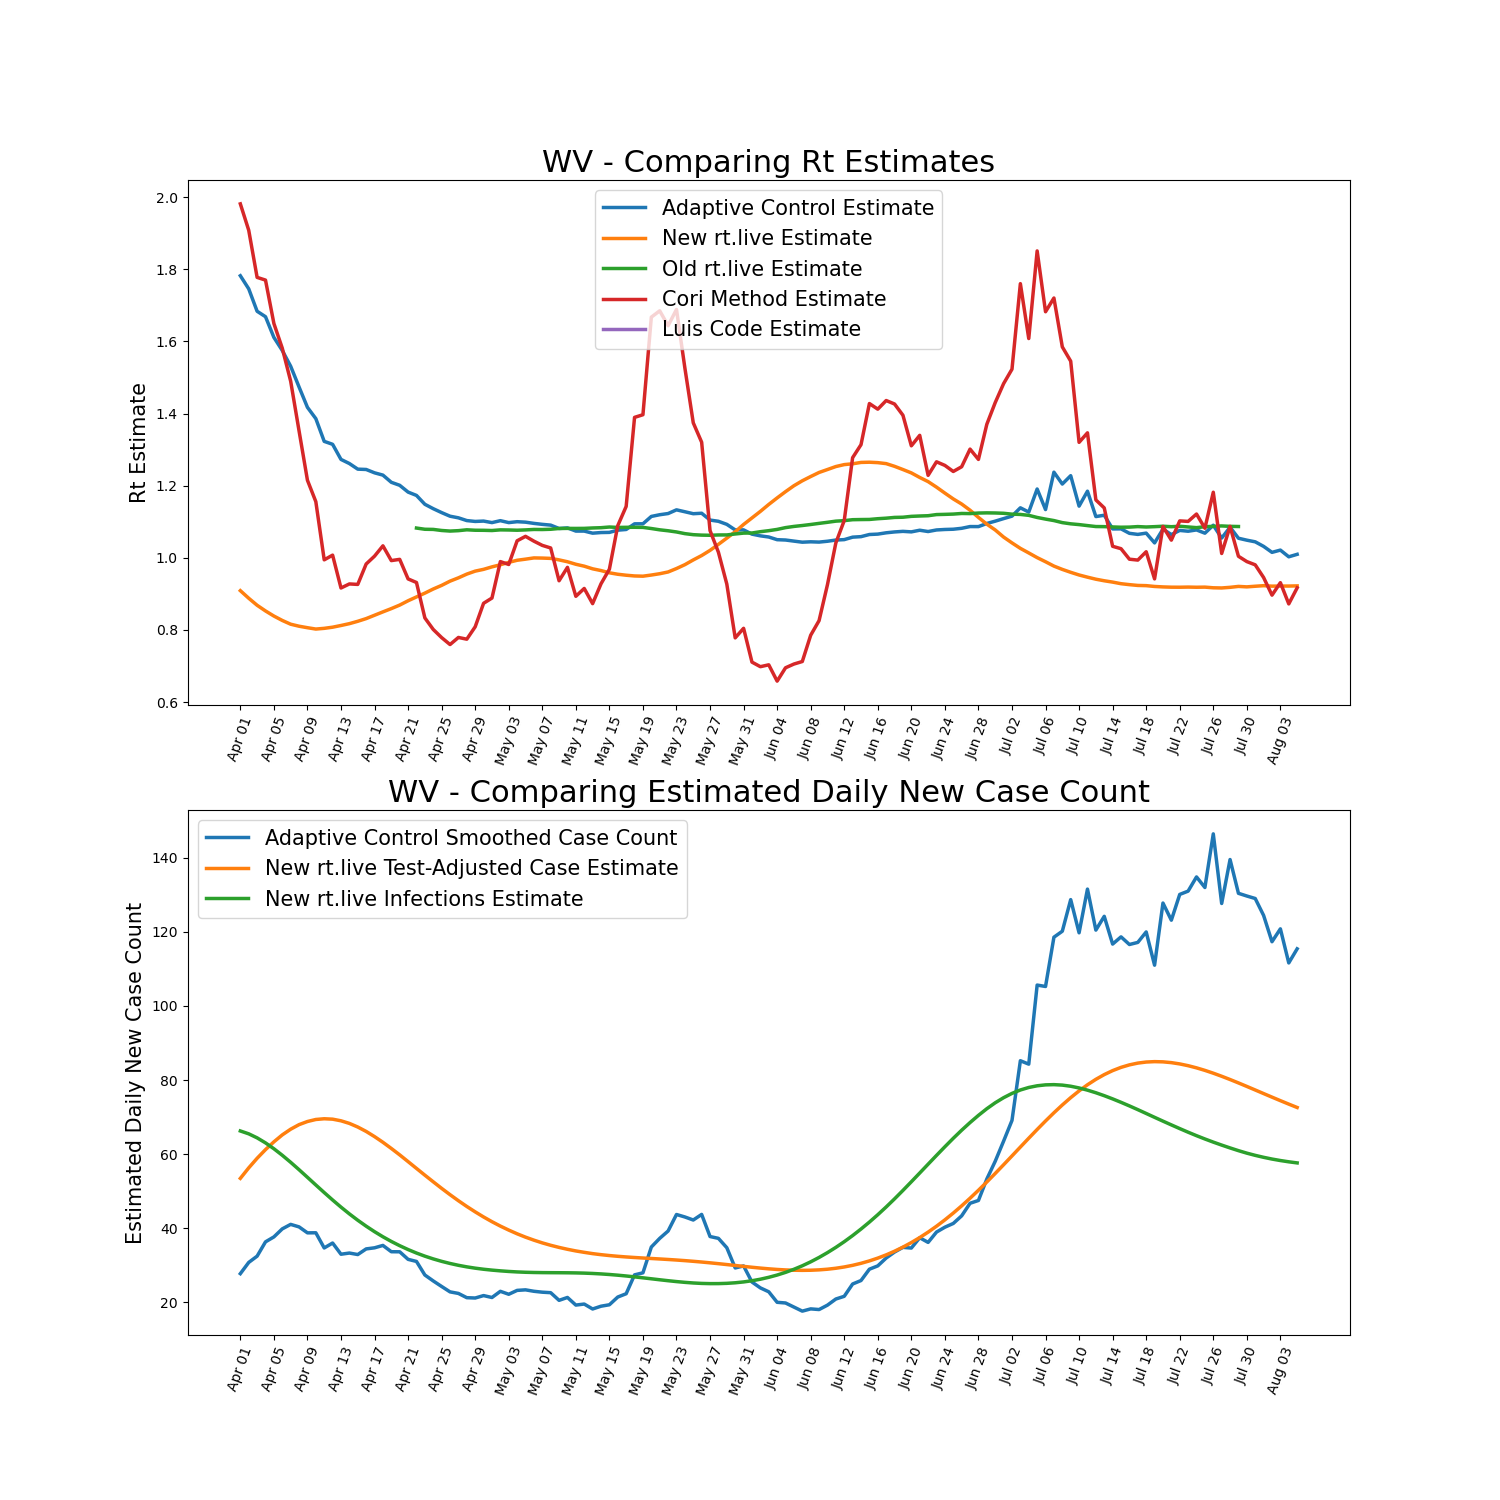 WV - Comparing Rt Estimates
Adaptive Control Estimate
New rt.live Estimate
Old rt.live Estimate
Cori Method Estimate
Luis Code Estimate
Rt Estimate
2.0
1.8
1.6
1.4
1.2
1.0
0.8
0.6
Apr 01 Apr 05 Apr 09 Apr 13 Apr 17 Apr 21 Apr 25 Apr 29 May 03 May 07 May 11 May 15 May 19 May 23 May 27 May 31 Jun 04 Jun 08 Jun 12 Jun 16 Jun 20 Jun 24 Jun 28 Jul 02 Jul 06 Jul 10 Jul 14 Jul 18 Jul 22 Jul 26 Jul 30 Aug 03
WV - Comparing Estimated Daily New Case Count
Adaptive Control Smoothed Case Count
New rt.live Test-Adjusted Case Estimate
New rt.live Infections Estimate
Estimated Daily New Case Count
140
120
100
80
60
40
20
Apr 01 Apr 05 Apr 09 Apr 13 Apr 17 Apr 21 Apr 25 Apr 29 May 03 May 07 May 11 May 15 May 19 May 23 May 27 May 31 Jun 04 Jun 08 Jun 12 Jun 16 Jun 20 Jun 24 Jun 28 Jul 02 Jul 06 Jul 10 Jul 14 Jul 18 Jul 22 Jul 26 Jul 30 Aug 03